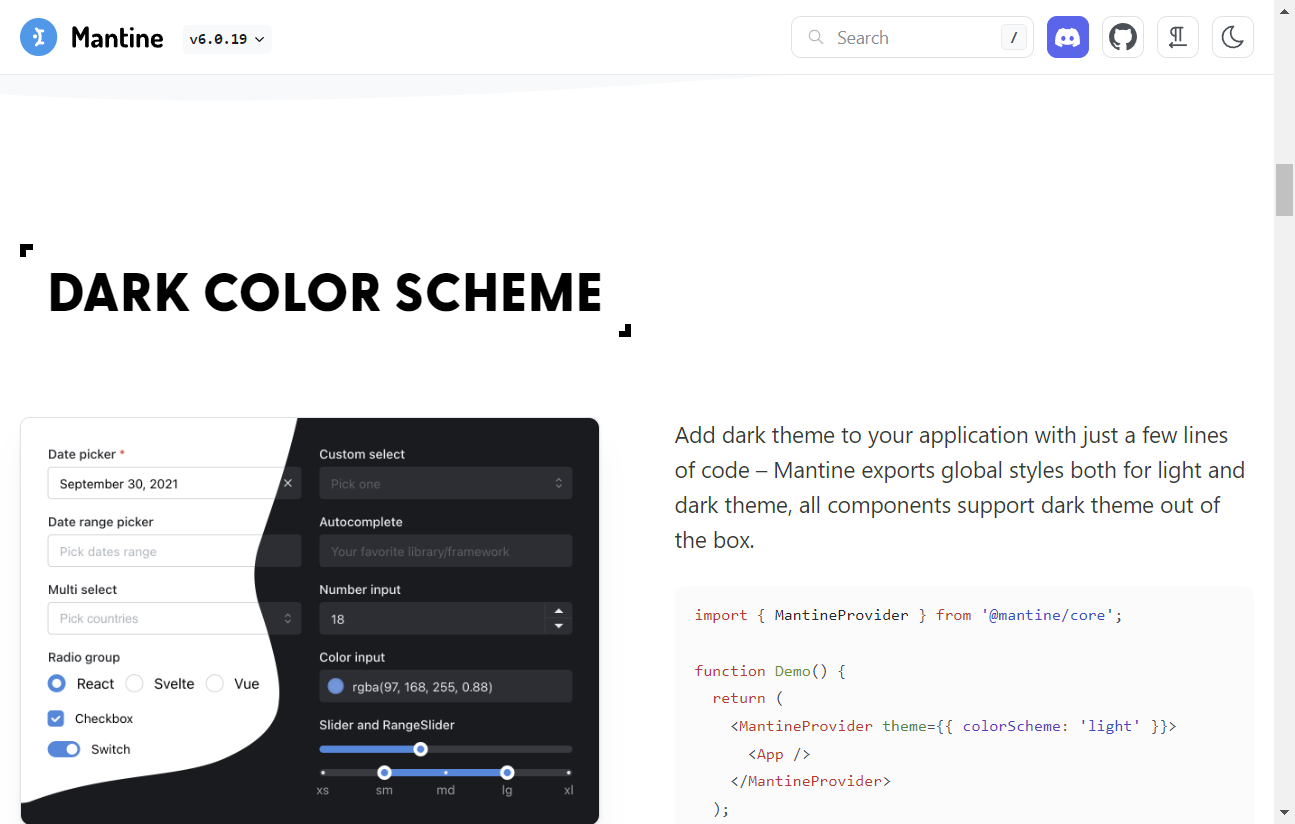 Mantine
v6.0.19
Search
/
DARK COLOR SCHEME
Date picker *
September 30, 2021
Date range picker
Pick dates range
Multi select
Pick countries
Radio group
React Svelte Vue
Checkbox
Switch
Custom select
Pick one
Autocomplete
Your favorite library/framework
Number input
18
Color input
rgba(97, 168, 255, 0.88)
Slider and RangeSlider
xs sm md lg xl
Add dark theme to your application with just a few lines
of code – Mantine exports global styles both for light and
dark theme, all components support dark theme out of
the box.
import { MantineProvider } from '@mantine/core';
function Demo() {
  return (
    <MantineProvider theme={{ colorScheme: 'light' }}>
      <App />
    </MantineProvider>
  );